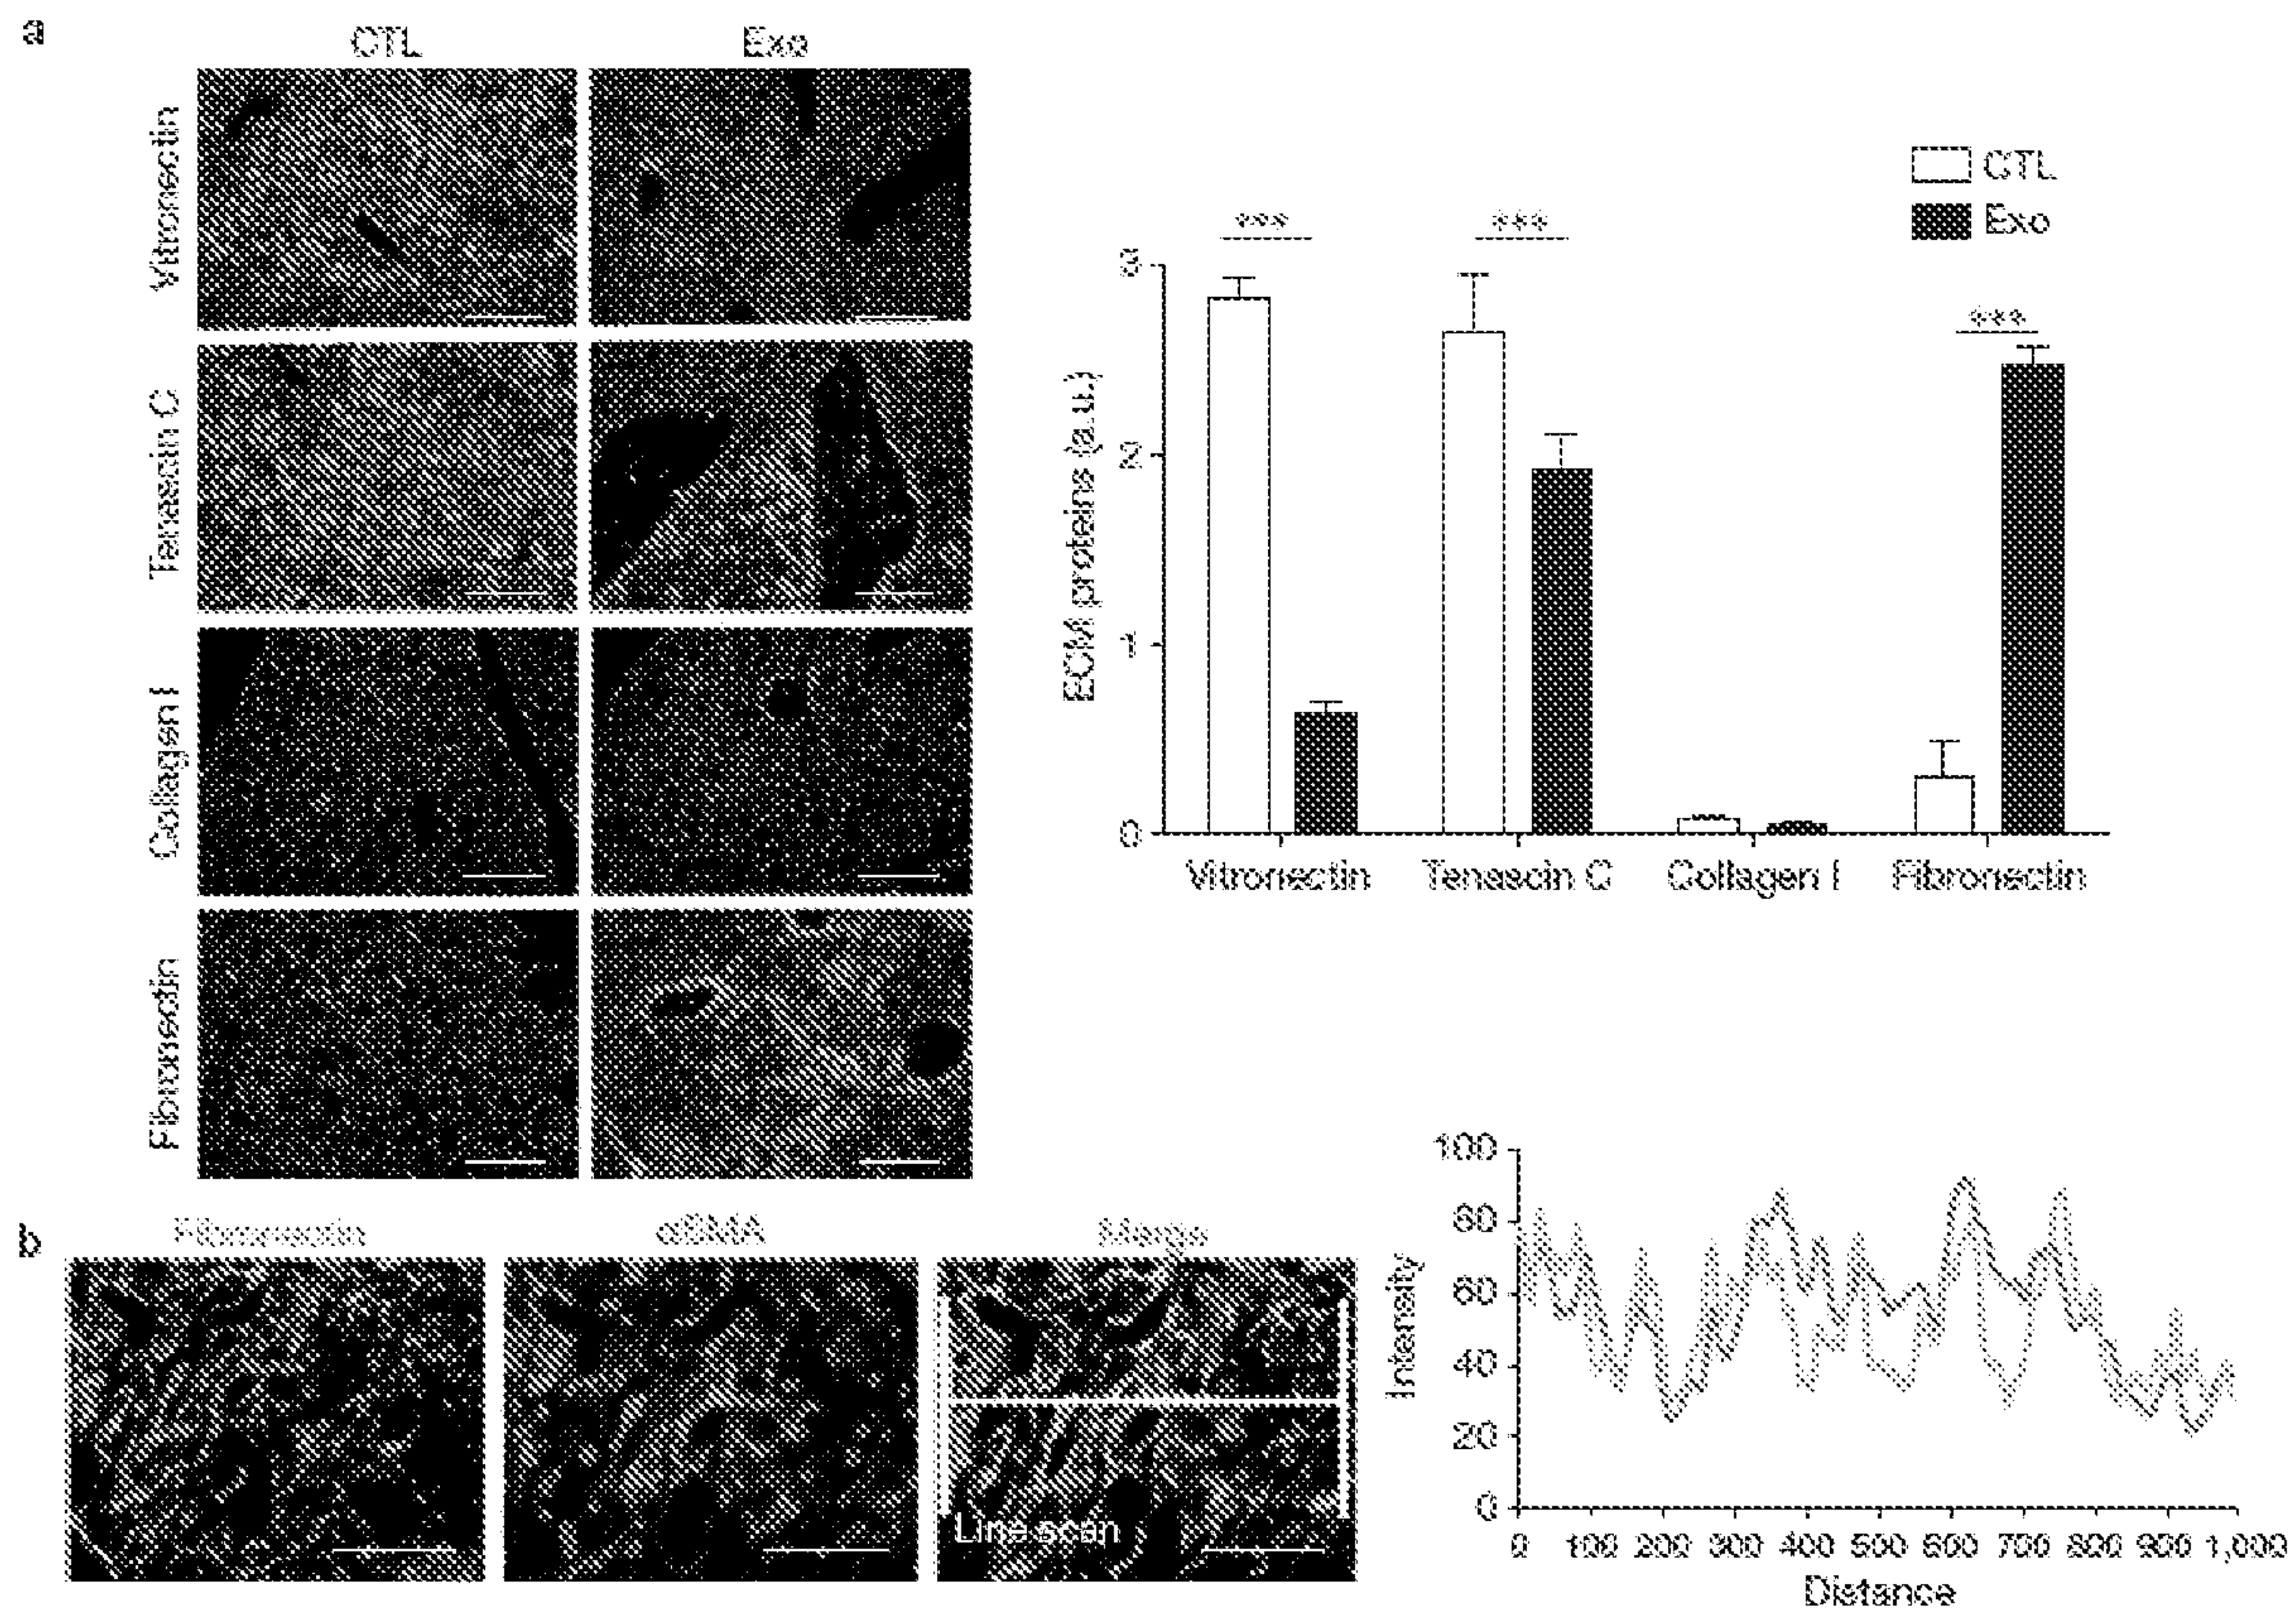 a
CTL
Exo
Vitronectin
Tenascin C
Collagen I
Fibronectin
CTL
Exo
***
***
***
ECM proteins (a.u.)
3
2
1
0
Vitronectin
Tenascin C
Collagen I
Fibronectin
b
Fibronectin
αSMA
Merge
Line scan
Intensity
100
80
60
40
20
0
0 100 200 300 400 500 600 700 800 900 1,000
Distance